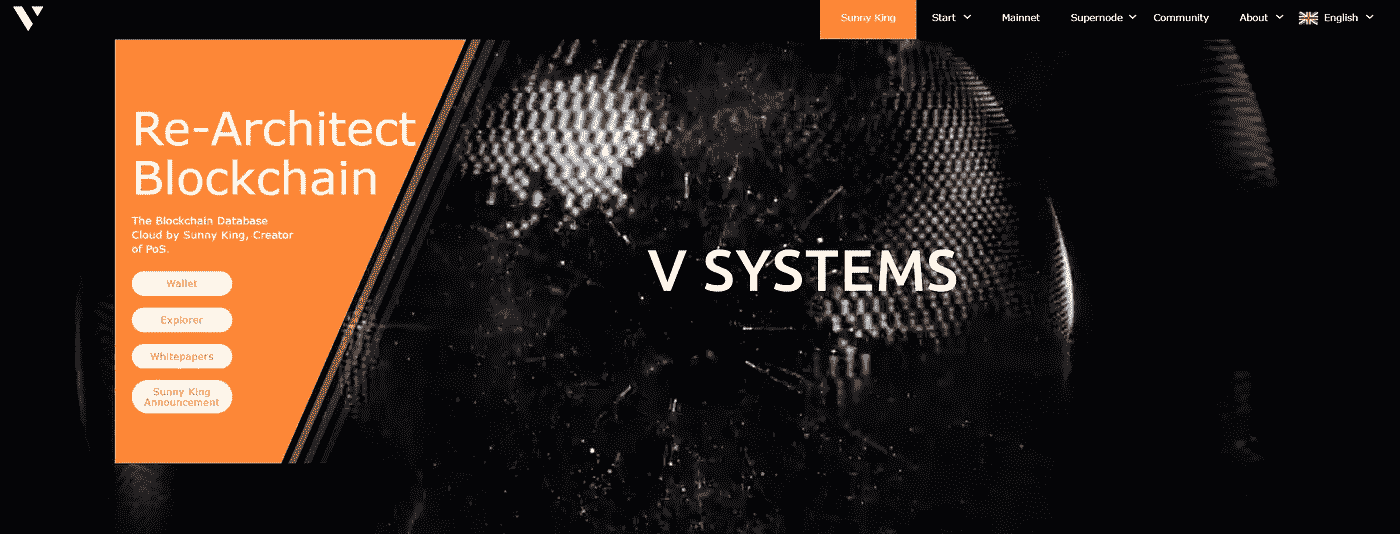 Sunny King
Start
Mainnet
Supernode
Community
About
English
Re-Architect
Blockchain
The Blockchain Database
Cloud by Sunny King, Creator
of PoS.
Wallet
Explorer
Whitepapers
Sunny King
Announcement
V SYSTEMS